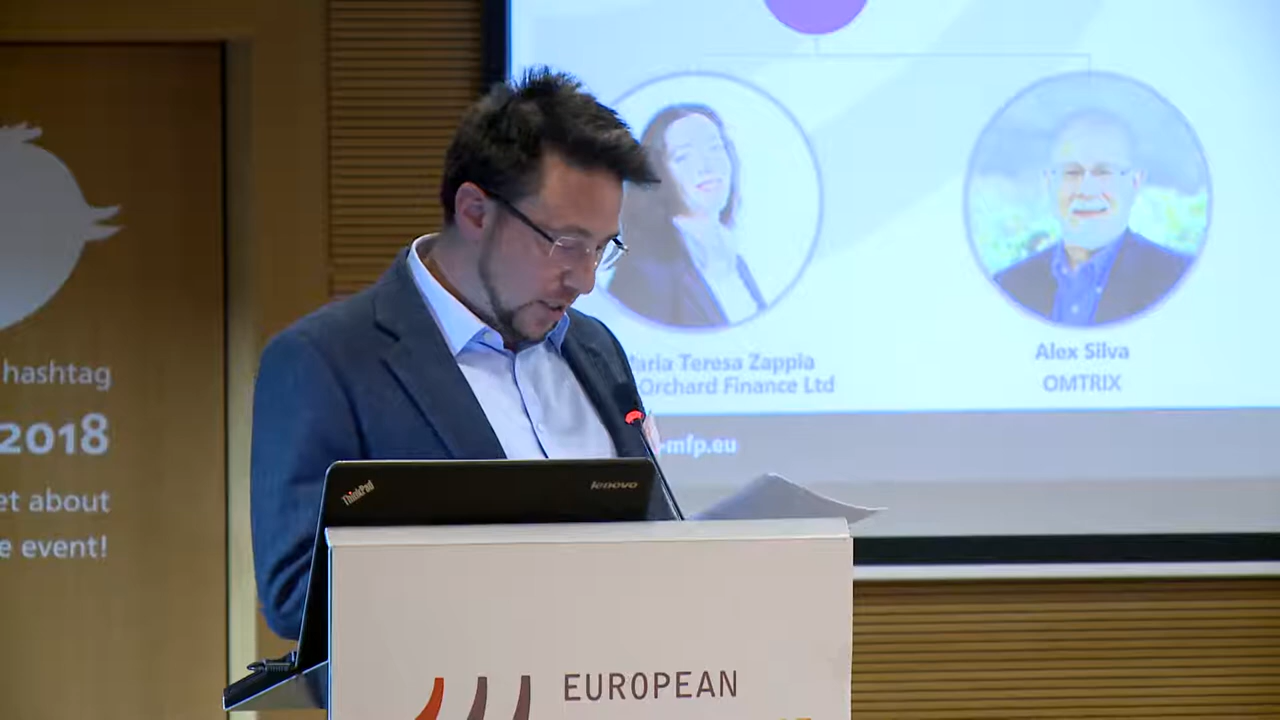 hashtag
2018
et about
e event!
aria Teresa Zappia
Orchard Finance Ltd
Alex Silva
OMTRIX
-mfp.eu
ThinkPad
lenovo
EUROPEAN